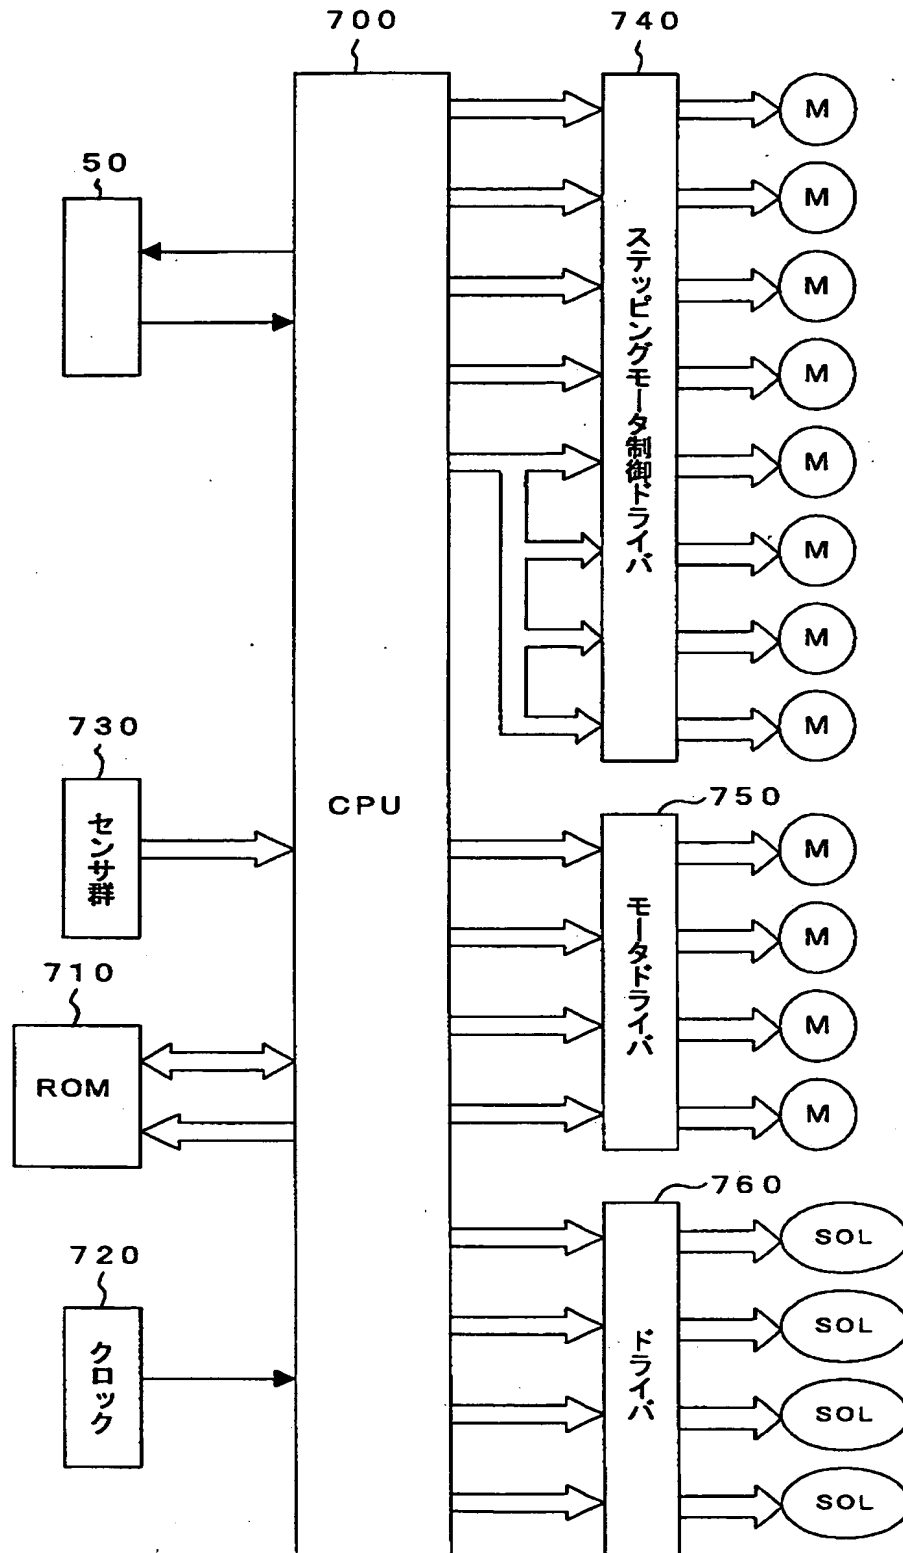 700
740
50
730
710
720
750
760
CPU
センサ群
ROM
クロック
ステッピングモータ制御ドライバ
モータドライバ
ドライバ
M
M
M
M
M
M
M
M
M
M
M
M
SOL
SOL
SOL
SOL